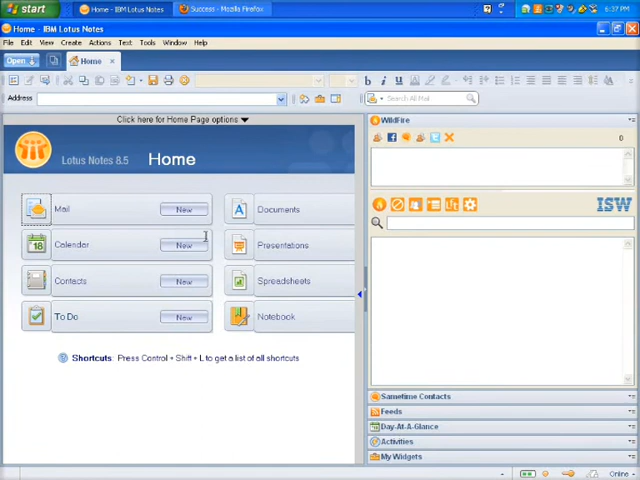 start
Home - IBM Lotus Notes
Success - Mozilla Firefox
6:37 PM
Home - IBM Lotus Notes
File Edit View Create Actions Text Tools Window Help
Open
Home
b i u
Address
Search All Mail
Click here for Home Page options
WildFire
0
Lotus Notes 8.5
Home
Mail
New
Documents
ISW
Calendar
18
New
Presentations
Contacts
New
Spreadsheets
To Do
New
Notebook
Shortcuts: Press Control + Shift + L to get a list of all shortcuts
Sametime Contacts
Feeds
Day-At-A-Glance
Activities
My Widgets
Online